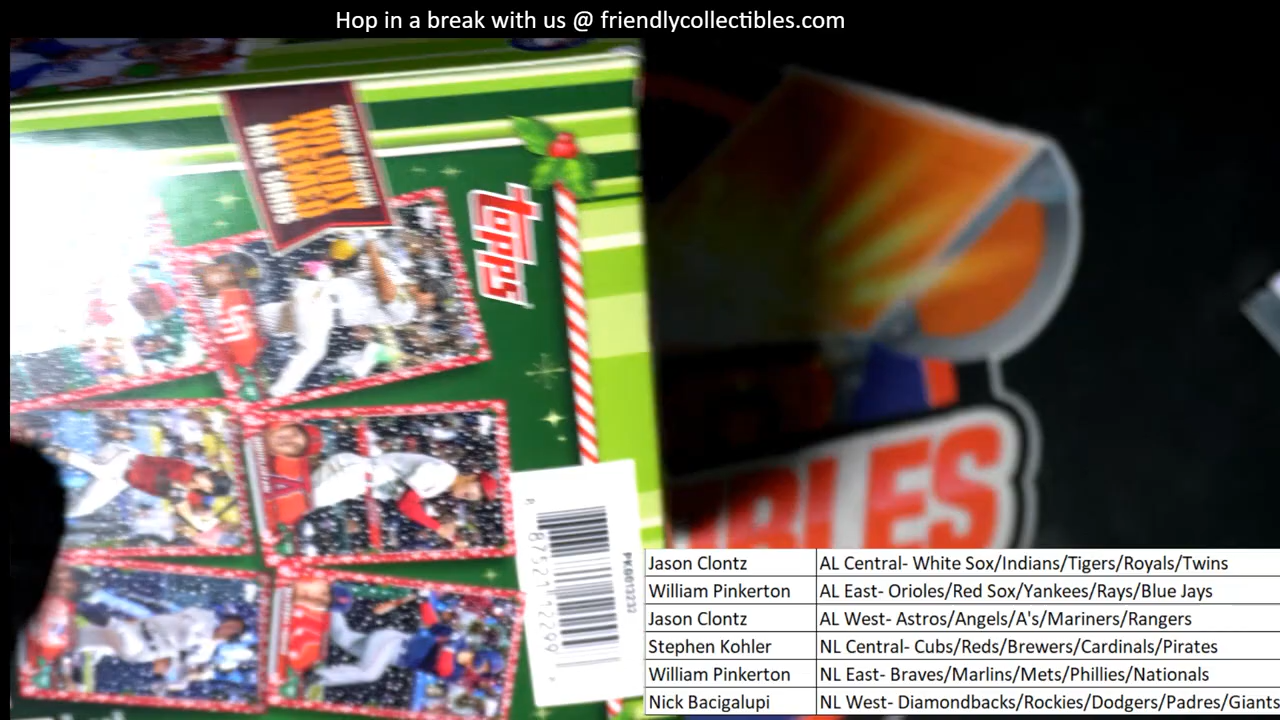 Hop in a break with us @ friendlycollectibles.com
HOLIDAY
THEMED
topps
PK0013232
Jason Clontz AL Central- White Sox/Indians/Tigers/Royals/Twins
William Pinkerton AL East- Orioles/Red Sox/Yankees/Rays/Blue Jays
Jason Clontz AL West- Astros/Angels/A's/Mariners/Rangers
Stephen Kohler NL Central- Cubs/Reds/Brewers/Cardinals/Pirates
William Pinkerton NL East- Braves/Marlins/Mets/Phillies/Nationals
Nick Bacigalupi NL West- Diamondbacks/Rockies/Dodgers/Padres/Giants